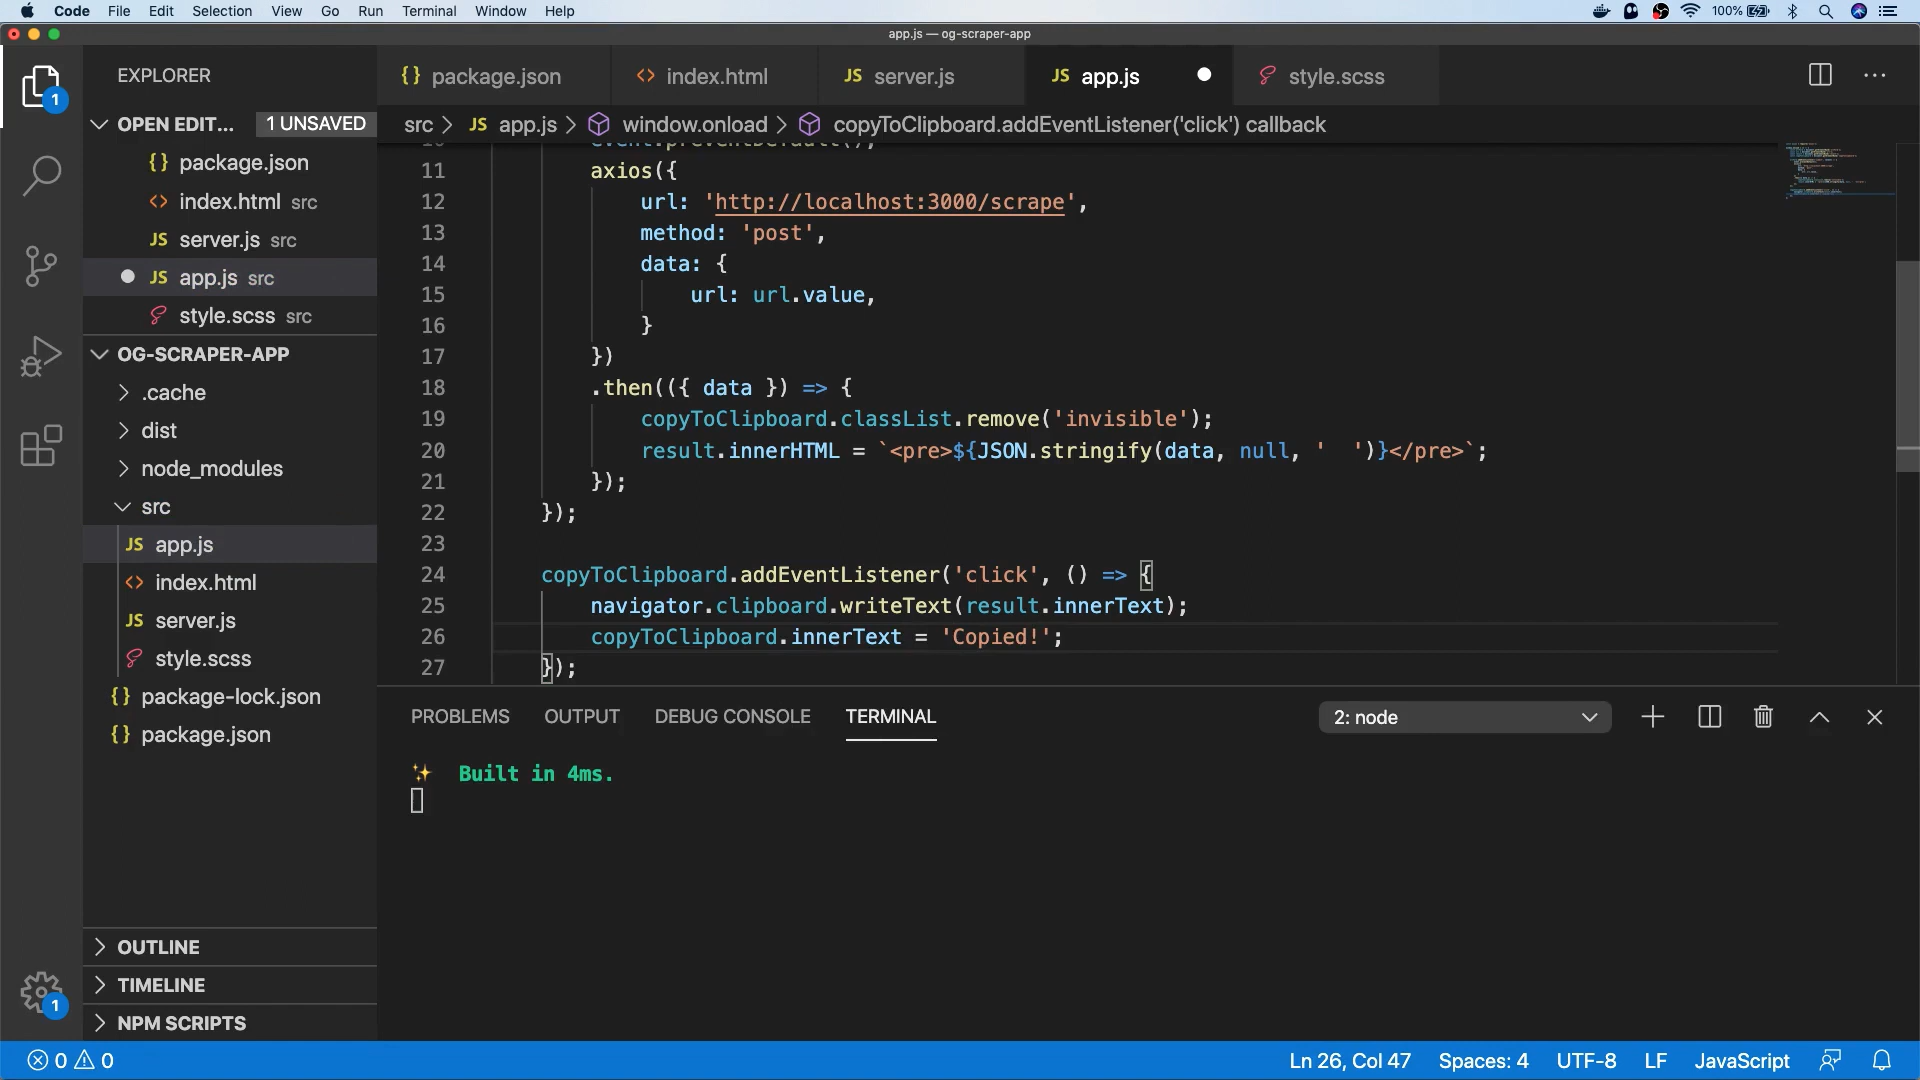 Code File Edit Selection View Go Run Terminal Window Help 100%
app.js — og-scraper-app
EXPLORER
package.json index.html server.js app.js style.scss
1
OPEN EDIT... 1 UNSAVED
src > JS app.js > window.onload > copyToClipboard.addEventListener('click') callback
{} package.json
<> index.html src
JS server.js src
JS app.js src
style.scss src
OG-SCRAPER-APP
.cache
dist
node_modules
src
JS app.js
<> index.html
JS server.js
style.scss
{} package-lock.json
{} package.json
OUTLINE
TIMELINE
NPM SCRIPTS
1
10 event.preventDefault();
11 axios({
12 url: 'http://localhost:3000/scrape',
13 method: 'post',
14 data: {
15 url: url.value,
16 }
17 })
18 .then(({ data }) => {
19 copyToClipboard.classList.remove('invisible');
20 result.innerHTML = `<pre>${JSON.stringify(data, null, '  ')}</pre>`;
21 });
22 });
23
24 copyToClipboard.addEventListener('click', () => {
25 navigator.clipboard.writeText(result.innerText);
26 copyToClipboard.innerText = 'Copied!';
27 });
PROBLEMS OUTPUT DEBUG CONSOLE TERMINAL 2: node
✨ Built in 4ms.
0 0 Ln 26, Col 47 Spaces: 4 UTF-8 LF JavaScript